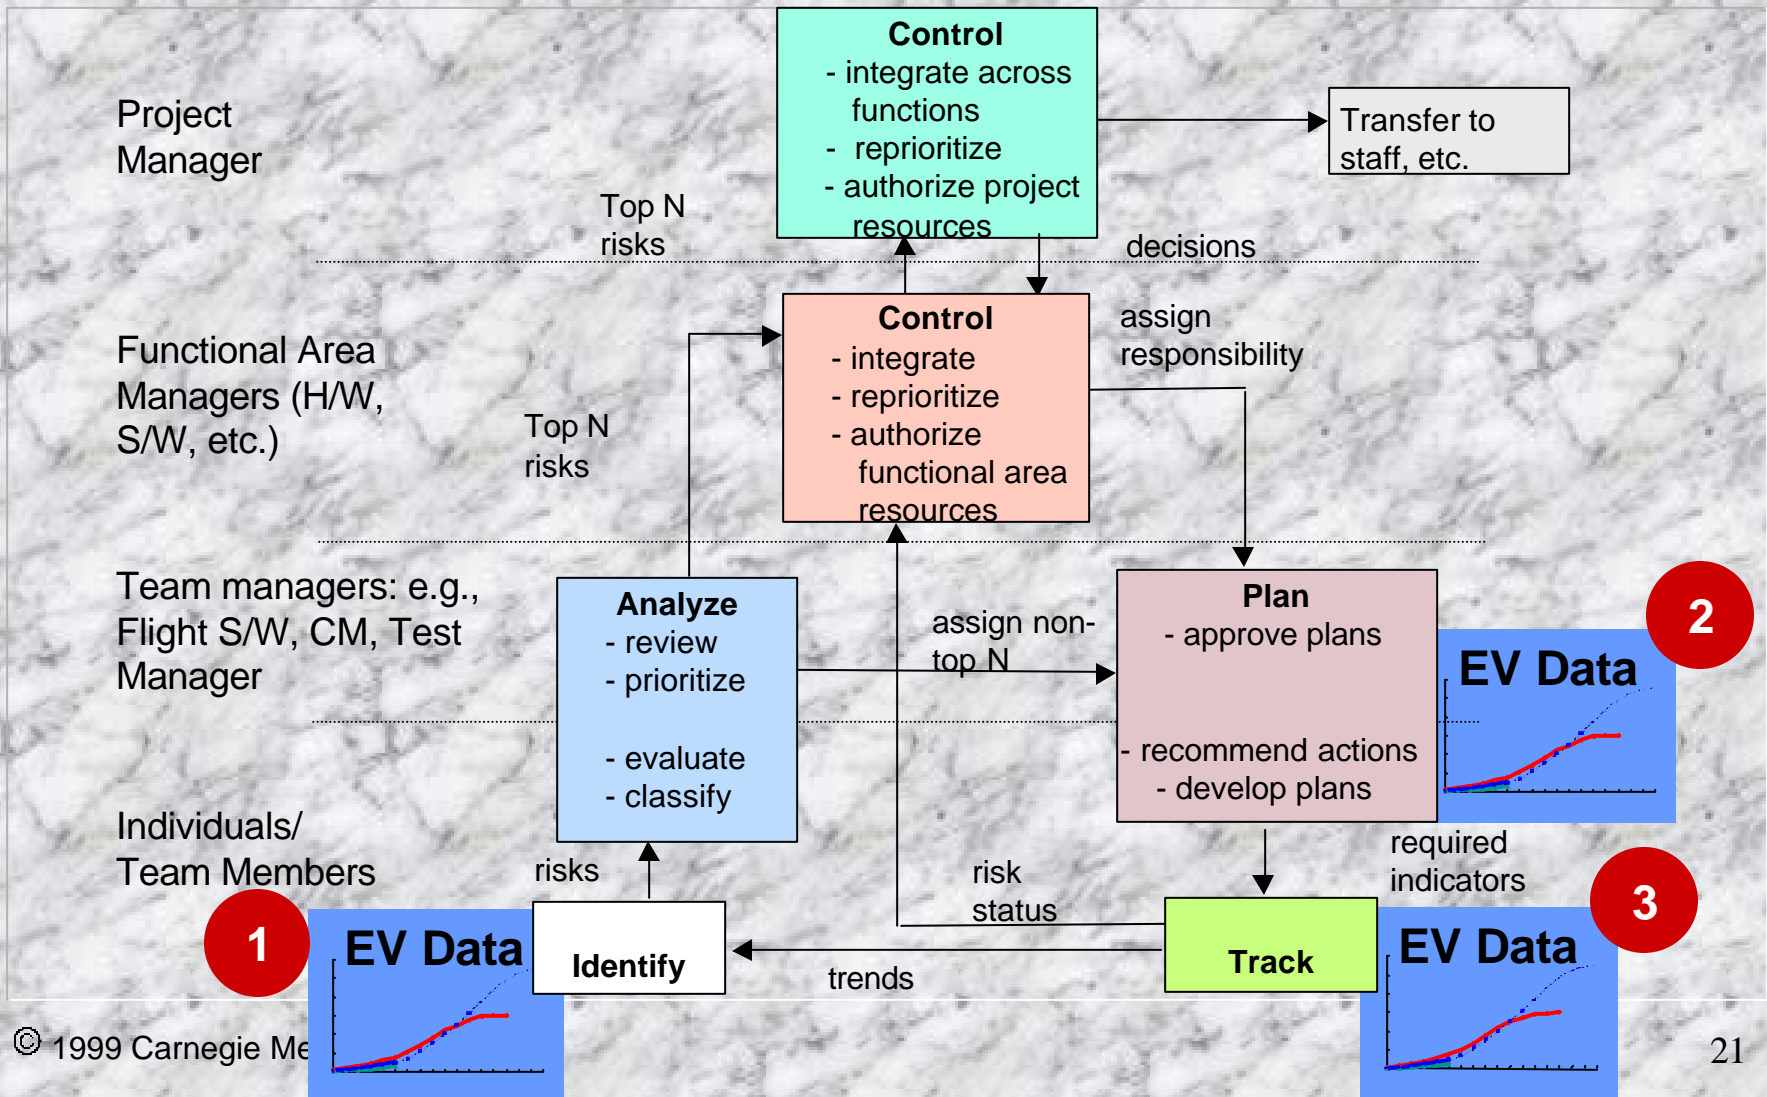 Control
- integrate across
functions
- reprioritize
- authorize project
resources
Project
Manager
Transfer to
staff, etc.
Top N
risks
decisions
Control
- integrate
- reprioritize
- authorize
functional area
resources
assign
responsibility
Functional Area
Managers (H/W,
S/W, etc.)
Top N
risks
Team managers: e.g.,
Flight S/W, CM, Test
Manager
Analyze
- review
- prioritize
- evaluate
- classify
assign non-
top N
Plan
- approve plans
- recommend actions
- develop plans
2
EV Data
Individuals/
Team Members
risks
risk
status
required
indicators
1
EV Data
Identify
trends
Track
3
EV Data
© 1999 Carnegie Me
21